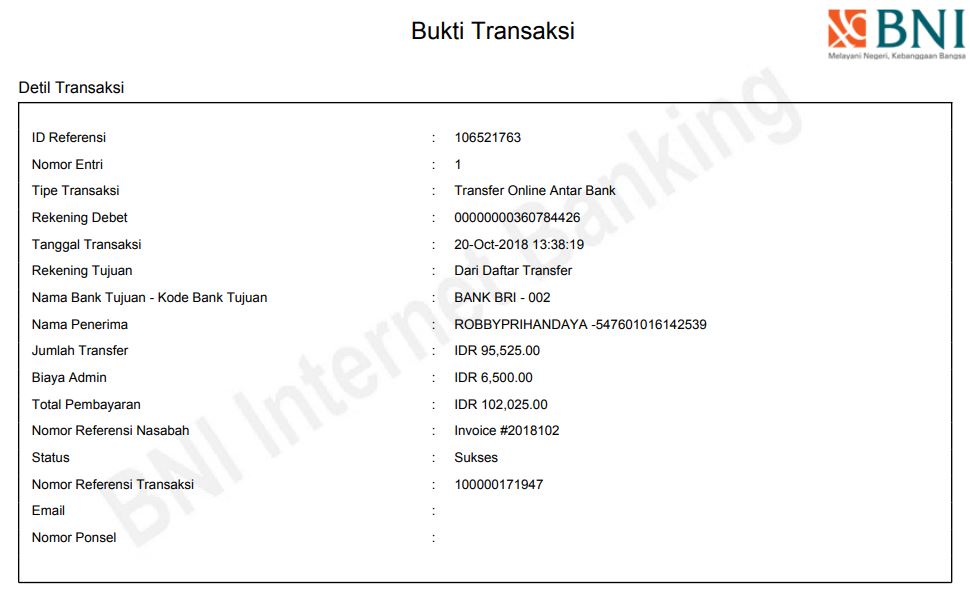 Bukti Transaksi
BNI
Melayani Negeri, Kebanggaan Bangsa
Detil Transaksi
ID Referensi : 106521763
Nomor Entri : 1
Tipe Transaksi : Transfer Online Antar Bank
Rekening Debet : 00000000360784426
Tanggal Transaksi : 20-Oct-2018 13:38:19
Rekening Tujuan : Dari Daftar Transfer
Nama Bank Tujuan - Kode Bank Tujuan : BANK BRI - 002
Nama Penerima : ROBBYPRIHANDAYA -547601016142539
Jumlah Transfer : IDR 95,525.00
Biaya Admin : IDR 6,500.00
Total Pembayaran : IDR 102,025.00
Nomor Referensi Nasabah : Invoice #2018102
Status : Sukses
Nomor Referensi Transaksi : 100000171947
Email :
Nomor Ponsel :
BNI Internet Banking